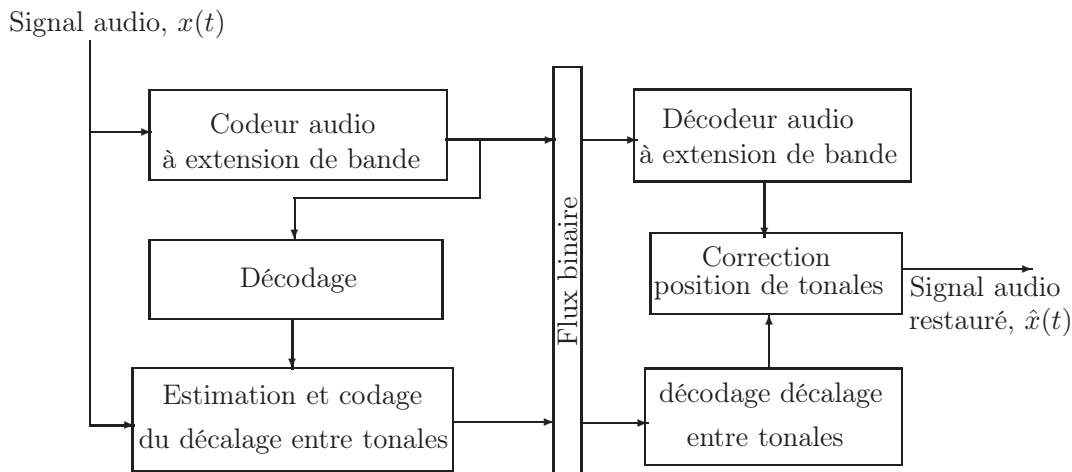 Signal audio, x(t)
Codeur audio
à extension de bande
Décodage
Estimation et codage
du décalage entre tonales
Flux binaire
Décodeur audio
à extension de bande
Correction
position de tonales
décodage décalage
entre tonales
Signal audio
restauré, x̂(t)